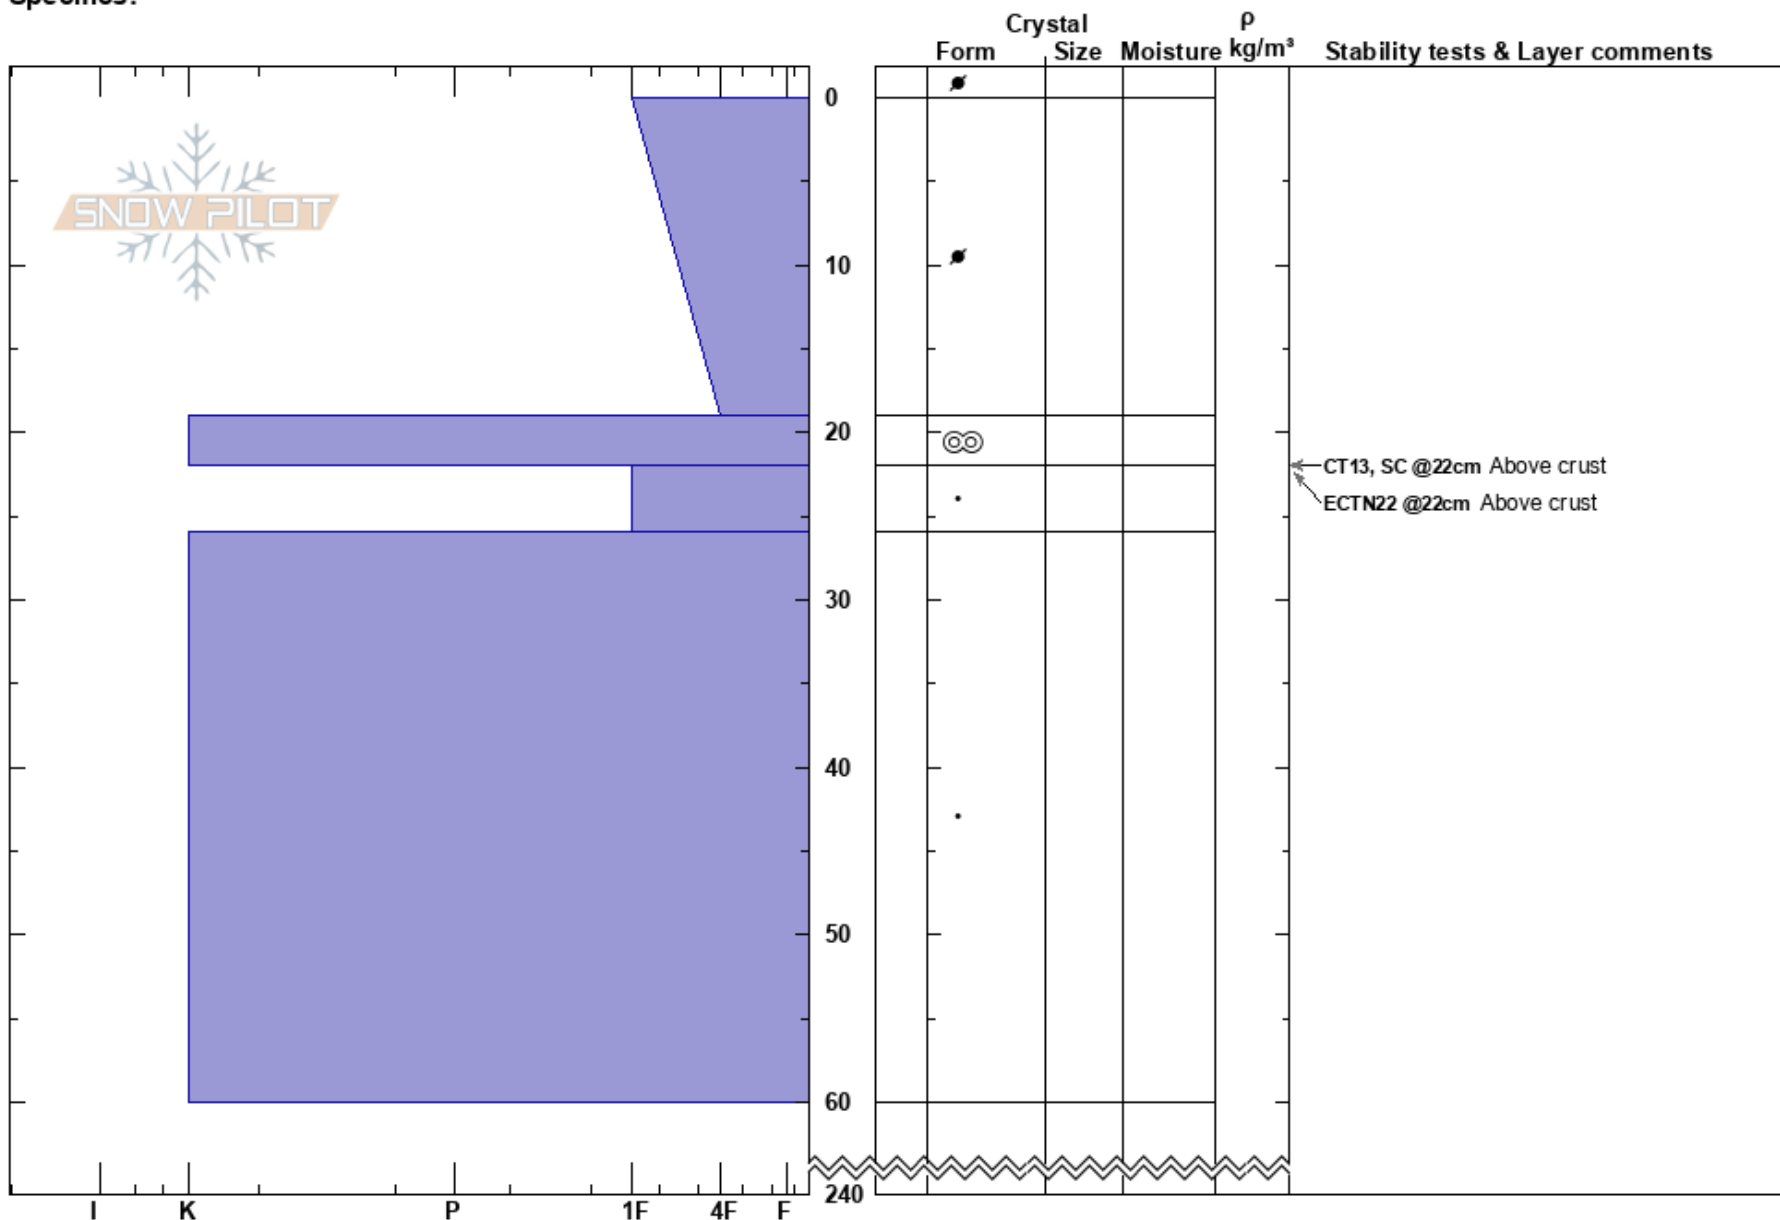 Specifics:
Crystal
ρ
Form Size Moisture kg/m³ Stability tests & Layer comments
0
SNOW PILOT
10
20
CT13, SC @22cm Above crust
ECTN22 @22cm Above crust
30
40
50
60
240
I K P 1F 4F F